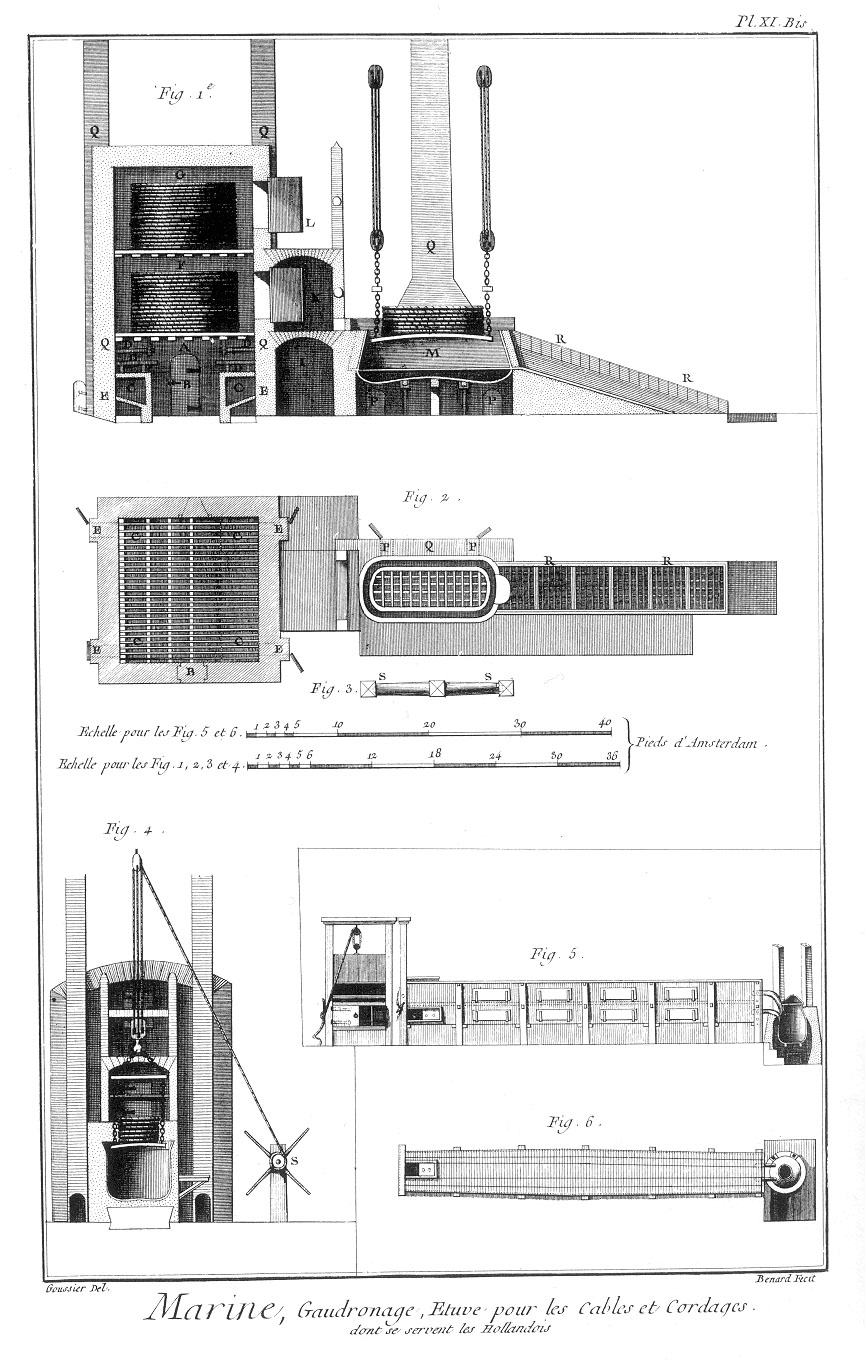 Pl. XI. Bis
Fig. 1e.
Q
Q
O
L
Q
K
F
Q
D
A
D
Q
I
M
R
R
C
B
C
E
E
P
P
Fig. 2.
E
C
C
E
P
Q
P
R
R
E
C
C
E
B
Fig. 3.
S
S
Echelle pour les Fig. 5 et 6.
1 2 3 4 5 10 20 30 40
Echelle pour les Fig. 1, 2, 3 et 4.
1 2 3 4 5 6 12 18 24 30 36
Pieds d'Amsterdam.
Fig. 4.
S
Fig. 5.
Fig. 6.
Goussier Del.
Benard Fecit
Marine, Gaudronage, Etuve pour les Cables et Cordages.
dont se servent les Hollandois